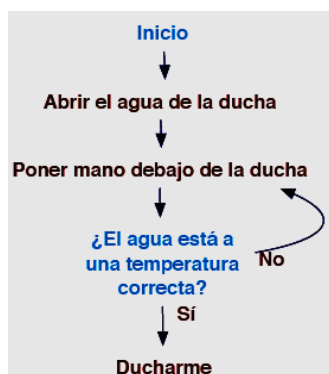 Inicio
Abrir el agua de la ducha
Poner mano debajo de la ducha
¿El agua está a
una temperatura
correcta?
No
Sí
Ducharme